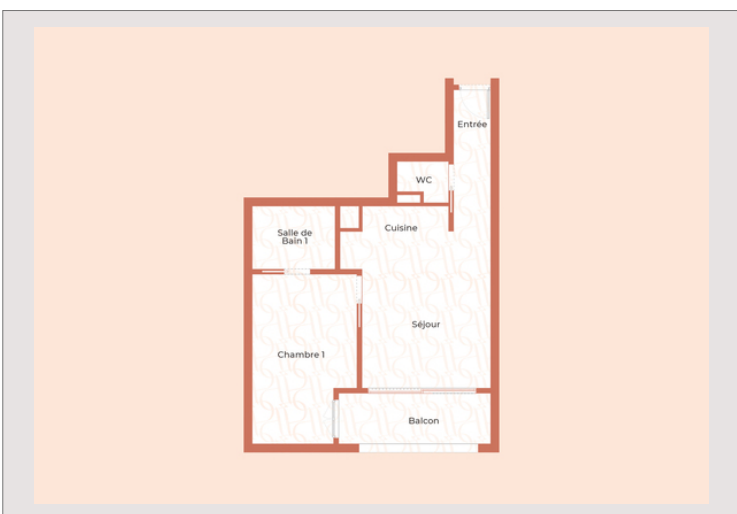 Entrée
WC
Cuisine
Salle de
Bain 1
Séjour
Chambre 1
Balcon